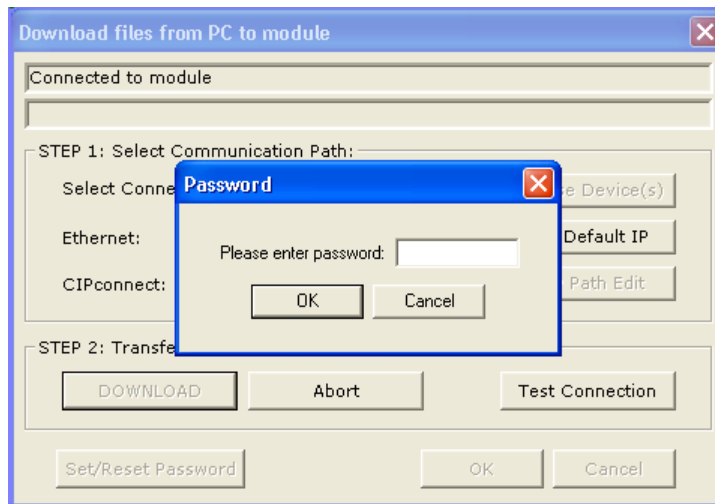 Download files from PC to module
Connected to module
STEP 1: Select Communication Path:
Select Conne
se Device(s)
Ethernet:
Default IP
CIPconnect:
Path Edit
Password
Please enter password:
OK Cancel
STEP 2: Transfe
DOWNLOAD Abort Test Connection
Set/Reset Password OK Cancel